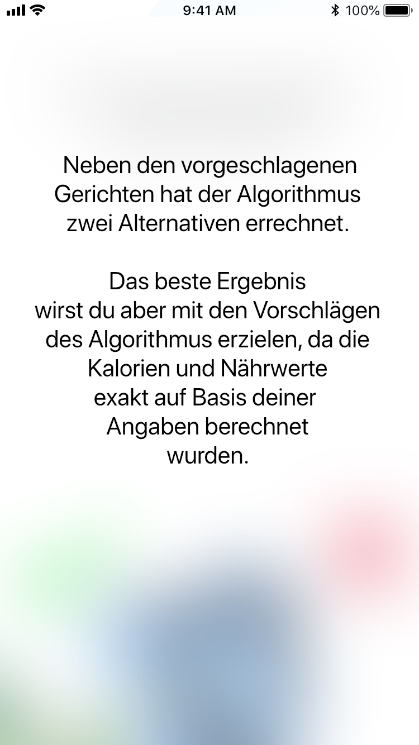 9:41 AM
100%
Neben den vorgeschlagenen
Gerichten hat der Algorithmus
zwei Alternativen errechnet.
Das beste Ergebnis
wirst du aber mit den Vorschlägen
des Algorithmus erzielen, da die
Kalorien und Nährwerte
exakt auf Basis deiner
Angaben berechnet
wurden.